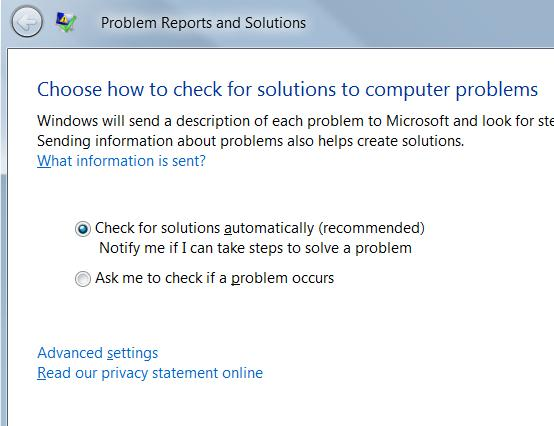 Problem Reports and Solutions
Choose how to check for solutions to computer problems
Windows will send a description of each problem to Microsoft and look for
Sending information about problems also helps create solutions.
What information is sent?
Check for solutions automatically (recommended)
Notify me if I can take steps to solve a problem
Ask me to check if a problem occurs
Advanced settings
Read our privacy statement online